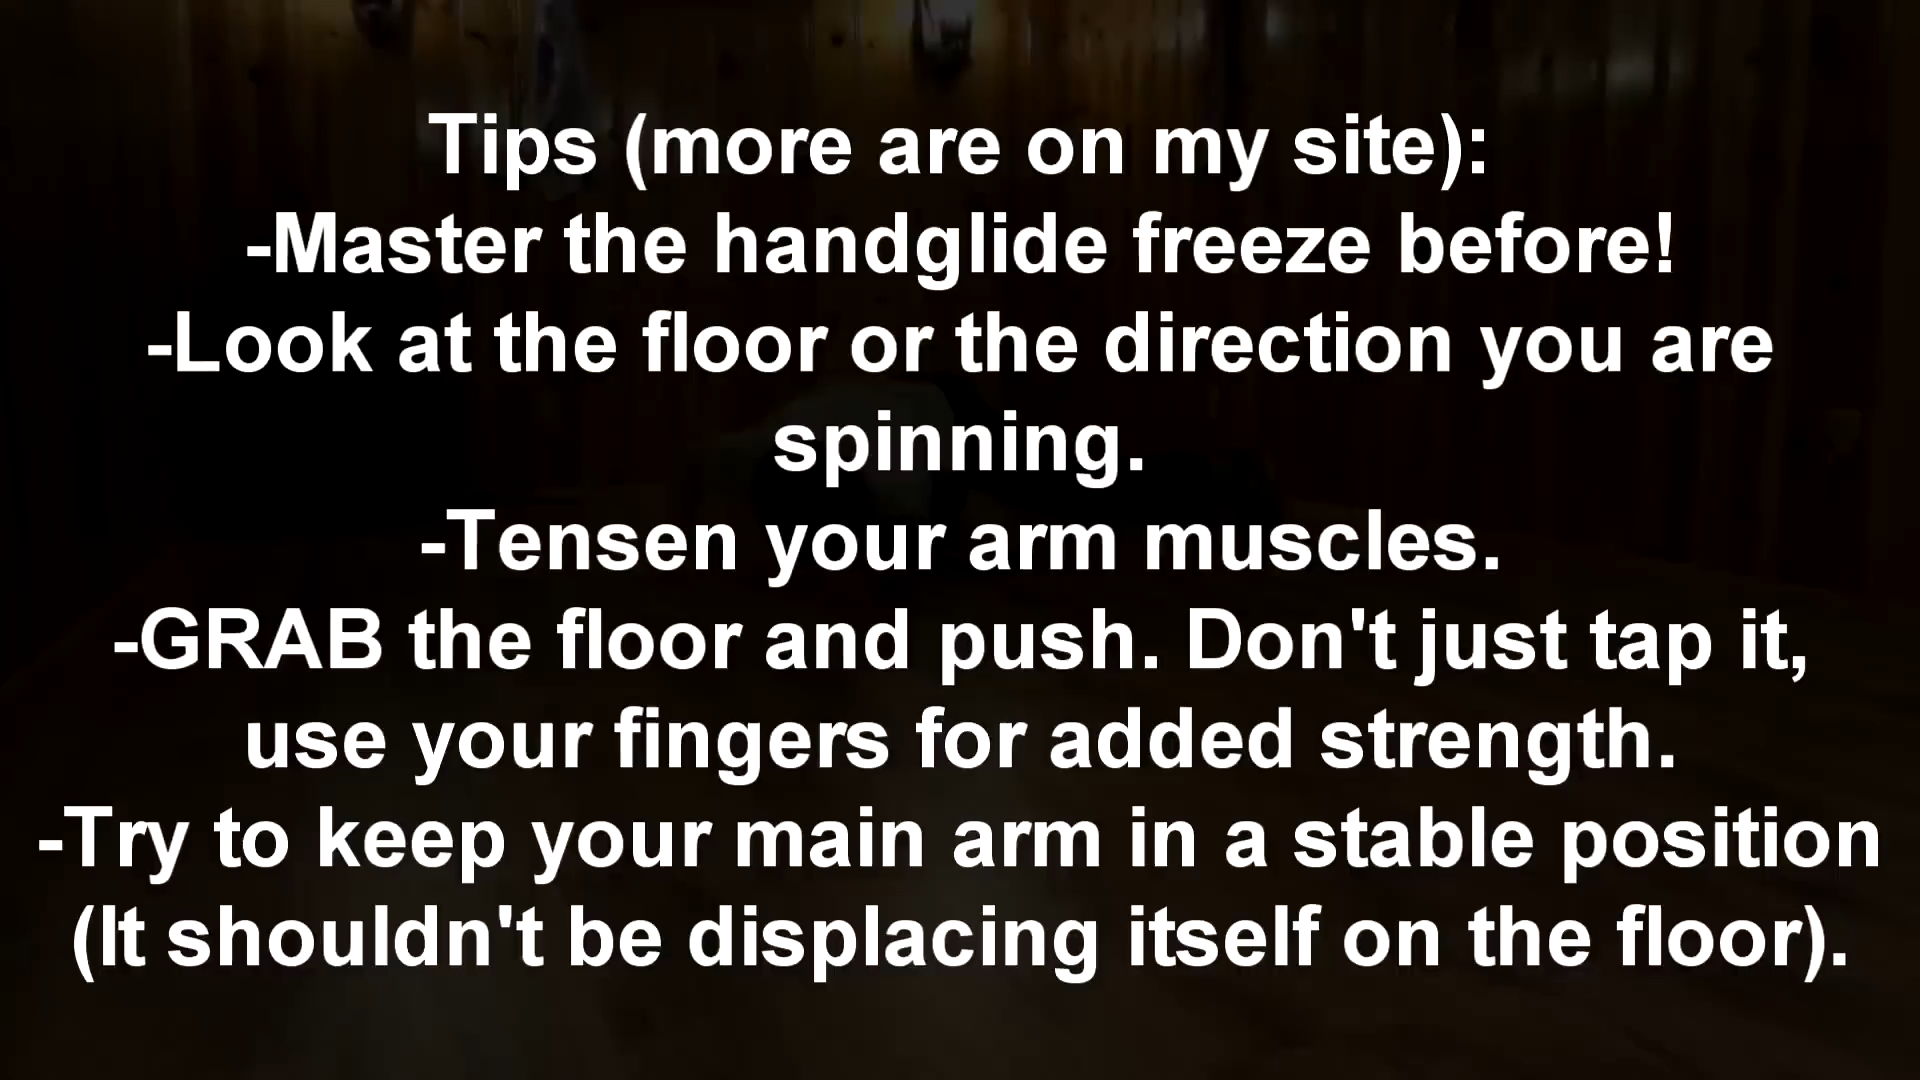 Tips (more are on my site):
-Master the handglide freeze before!
-Look at the floor or the direction you are
spinning.
-Tensen your arm muscles.
-GRAB the floor and push. Don't just tap it,
use your fingers for added strength.
-Try to keep your main arm in a stable position
(It shouldn't be displacing itself on the floor).